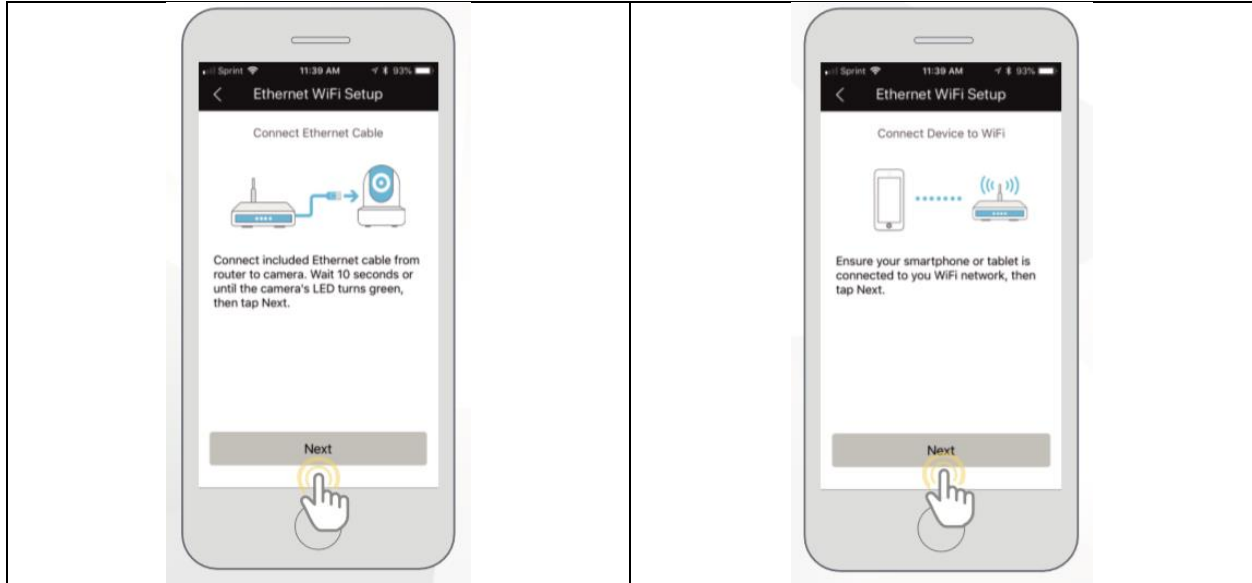 Sprint 11:39 AM 93%
Ethernet WiFi Setup
Connect Ethernet Cable
Connect included Ethernet cable from
router to camera. Wait 10 seconds or
until the camera's LED turns green,
then tap Next.
Next
Sprint 11:39 AM 93%
Ethernet WiFi Setup
Connect Device to WiFi
Ensure your smartphone or tablet is
connected to you WiFi network, then
tap Next.
Next